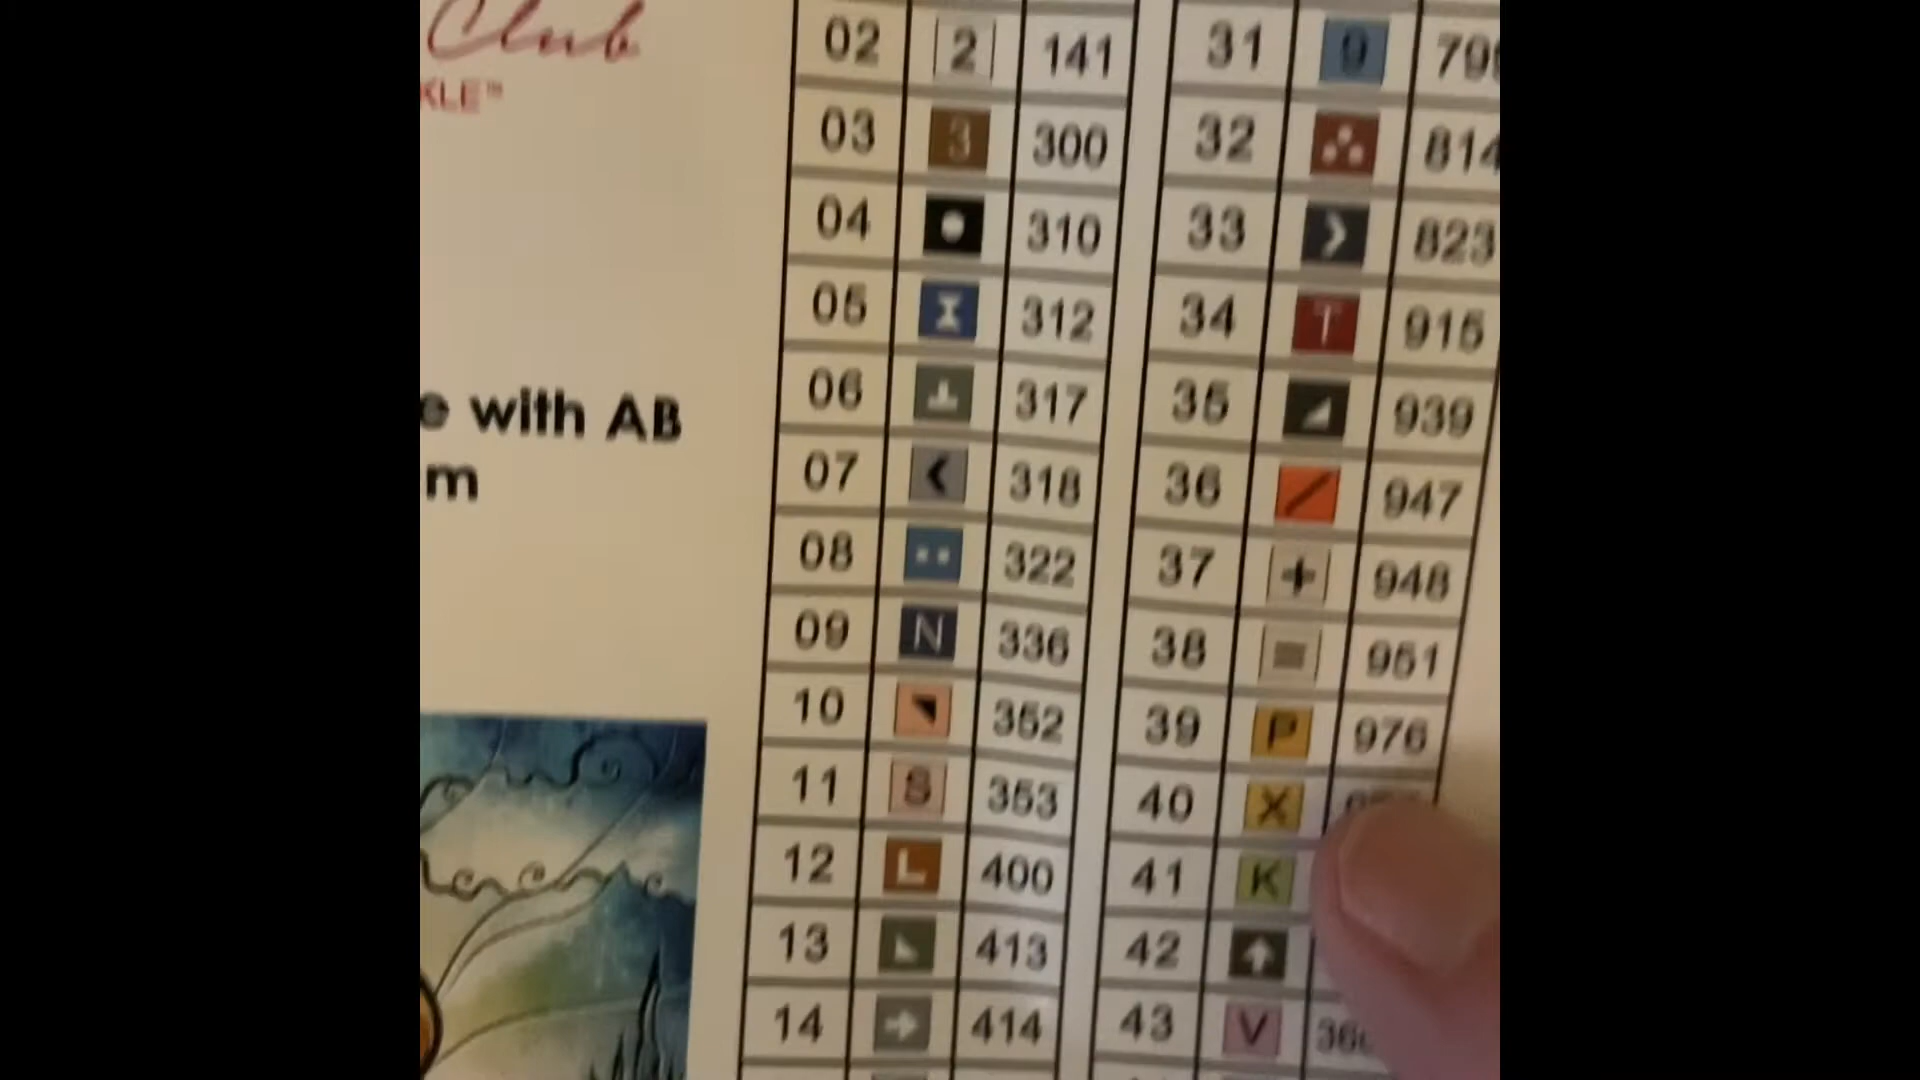 Club
KLE™
e with AB
m
02 2 141
03 3 300
04 310
05 312
06 317
07 318
08 322
09 N 336
10 352
11 S 353
12 L 400
13 413
14 414
31 9 79
32 814
33 823
34 T 915
35 939
36 947
37 + 948
38 951
39 P 976
40 X
41 K
42
43 V 36